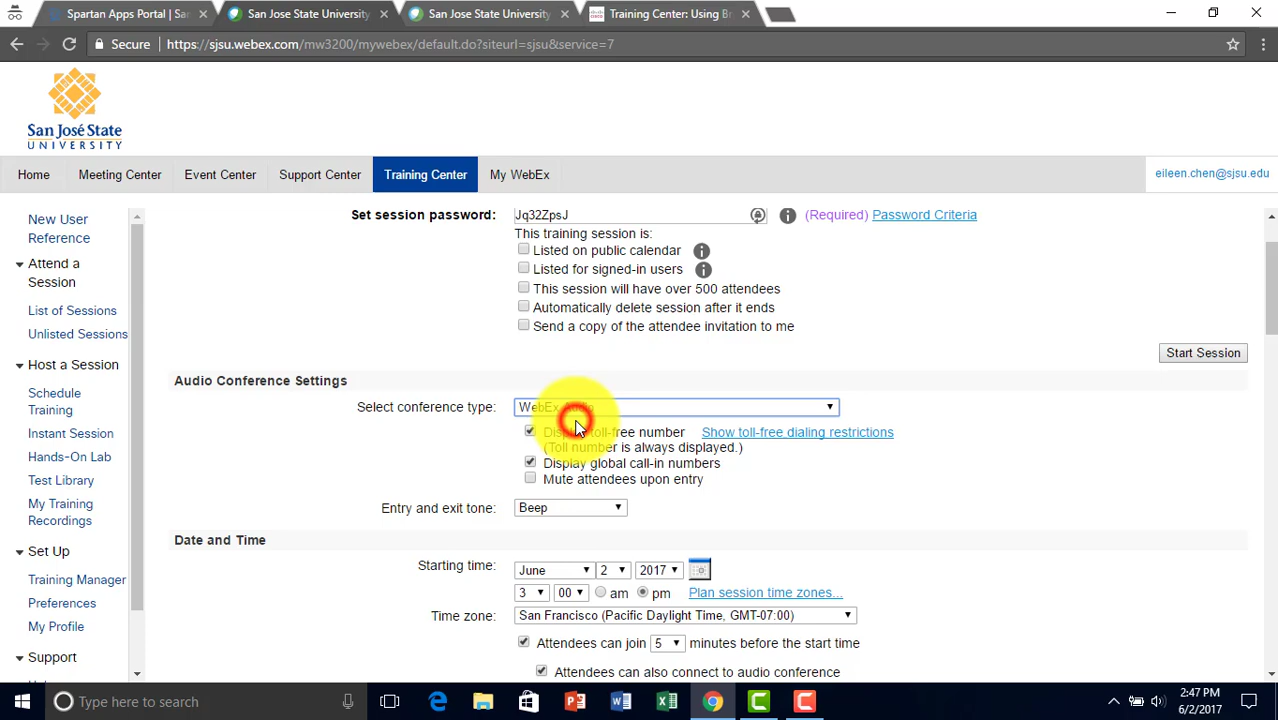 Spartan Apps Portal | San
San Jose State University
San Jose State University
Training Center: Using Br
Secure
https://sjsu.webex.com/mw3200/mywebex/default.do?siteurl=sjsu&service=7
San José State
UNIVERSITY
Home
Meeting Center
Event Center
Support Center
Training Center
My WebEx
eileen.chen@sjsu.edu
New User
Reference
Attend a
Session
List of Sessions
Unlisted Sessions
Host a Session
Schedule
Training
Instant Session
Hands-On Lab
Test Library
My Training
Recordings
Set Up
Training Manager
Preferences
My Profile
Support
Set session password: Jq32ZpsJ (Required) Password Criteria
This training session is:
Listed on public calendar
Listed for signed-in users
This session will have over 500 attendees
Automatically delete session after it ends
Send a copy of the attendee invitation to me
Start Session
Audio Conference Settings
Select conference type: WebEx Audio
Display toll-free number Show toll-free dialing restrictions
(Toll number is always displayed.)
Display global call-in numbers
Mute attendees upon entry
Entry and exit tone: Beep
Date and Time
Starting time: June 2 2017
3 00 am pm Plan session time zones...
Time zone: San Francisco (Pacific Daylight Time, GMT-07:00)
Attendees can join 5 minutes before the start time
Attendees can also connect to audio conference
Type here to search
2:47 PM
6/2/2017